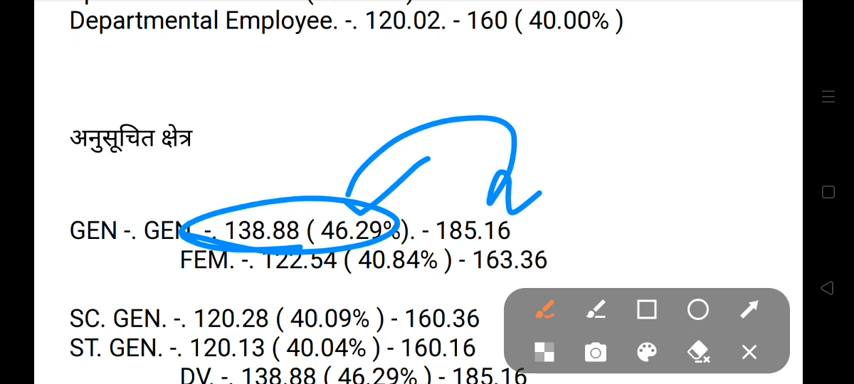 Departmental Employee. -. 120.02. - 160 ( 40.00% )
अनुसूचित क्षेत्र
GEN -. GEN. -. 138.88 ( 46.29%). - 185.16
FEM. -. 122.54 ( 40.84% ) - 163.36
SC. GEN. -. 120.28 ( 40.09% ) - 160.36
ST. GEN. -. 120.13 ( 40.04% ) - 160.16
DV. -. 138.88 ( 46.29% ) - 185.16